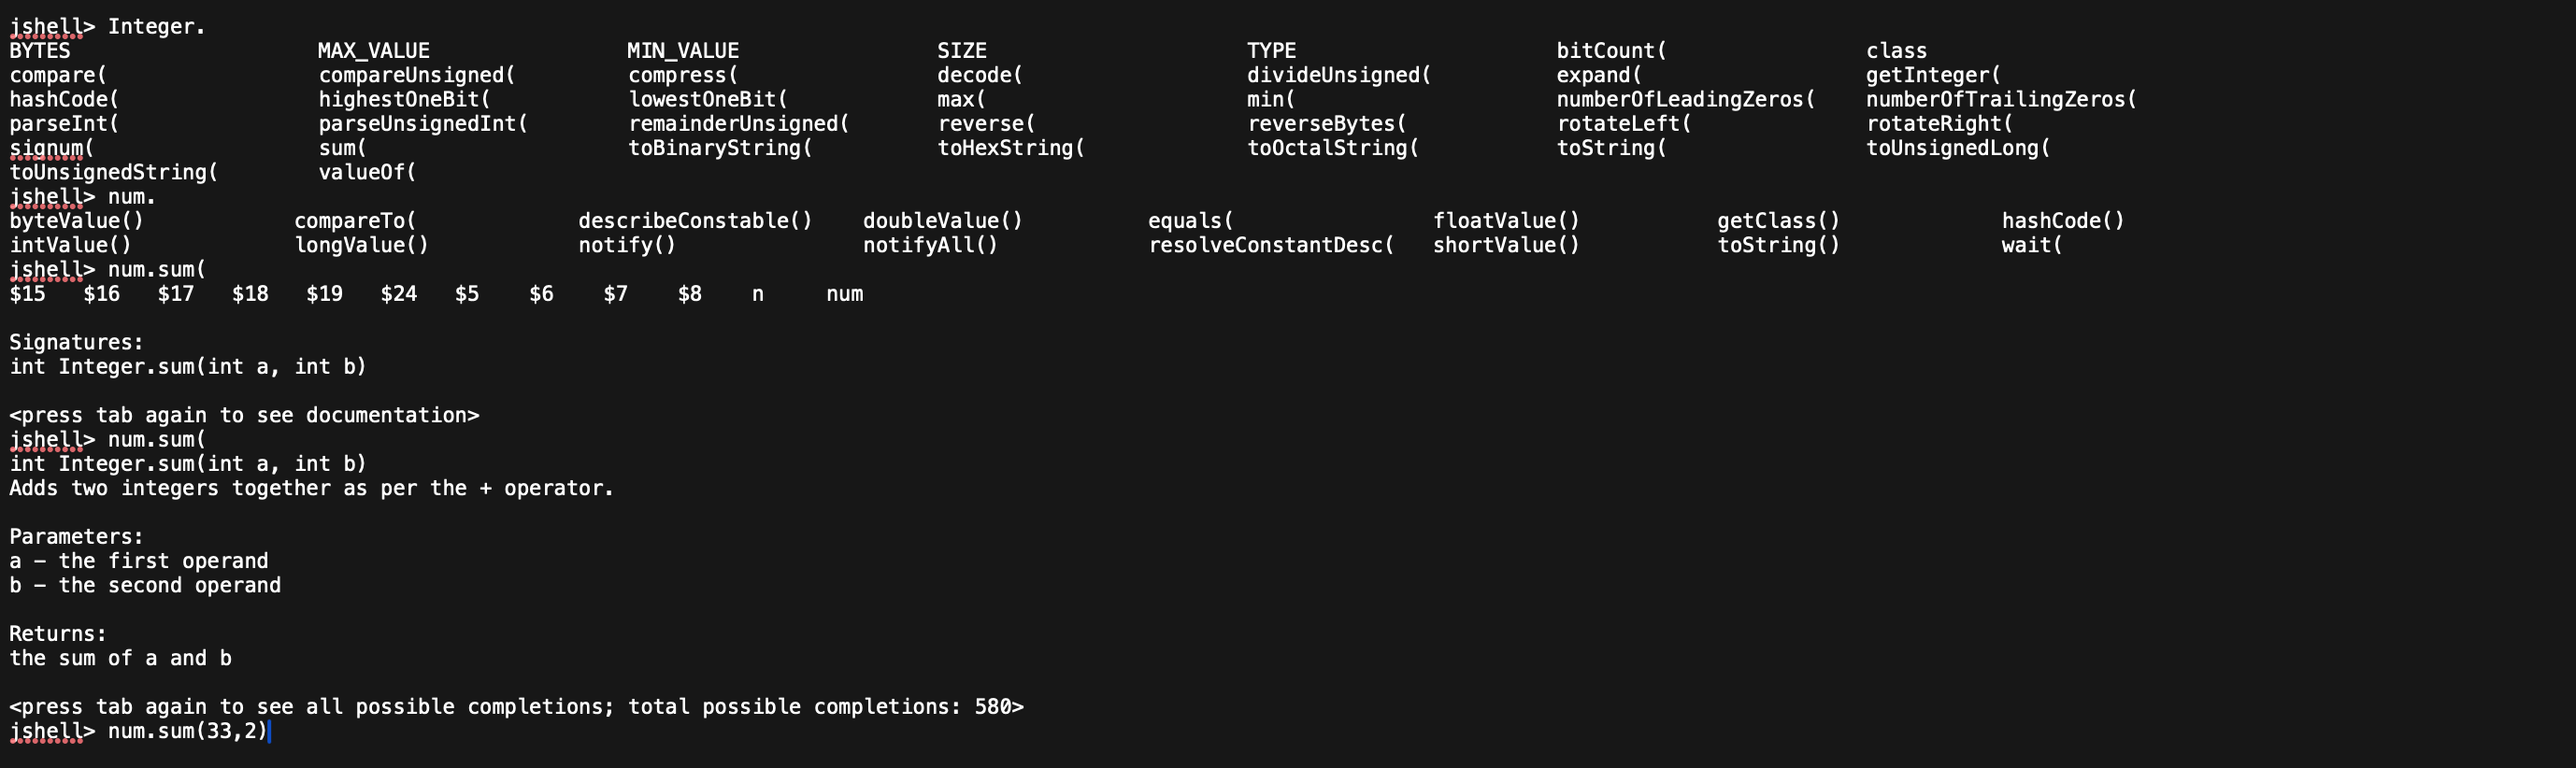 jshell> Integer.
BYTES MAX_VALUE MIN_VALUE SIZE TYPE bitCount( class
compare( compareUnsigned( compress( decode( divideUnsigned( expand( getInteger(
hashCode( highestOneBit( lowestOneBit( max( min( numberOfLeadingZeros( numberOfTrailingZeros(
parseInt( parseUnsignedInt( remainderUnsigned( reverse( reverseBytes( rotateLeft( rotateRight(
signum( sum( toBinaryString( toHexString( toOctalString( toString( toUnsignedLong(
toUnsignedString( valueOf(
jshell> num.
byteValue() compareTo( describeConstable() doubleValue() equals( floatValue() getClass() hashCode()
intValue() longValue() notify() notifyAll() resolveConstantDesc( shortValue() toString() wait(
jshell> num.sum(
$15 $16 $17 $18 $19 $24 $5 $6 $7 $8 n num
Signatures:
int Integer.sum(int a, int b)
<press tab again to see documentation>
jshell> num.sum(
int Integer.sum(int a, int b)
Adds two integers together as per the + operator.
Parameters:
a – the first operand
b – the second operand
Returns:
the sum of a and b
<press tab again to see all possible completions; total possible completions: 580>
jshell> num.sum(33,2)